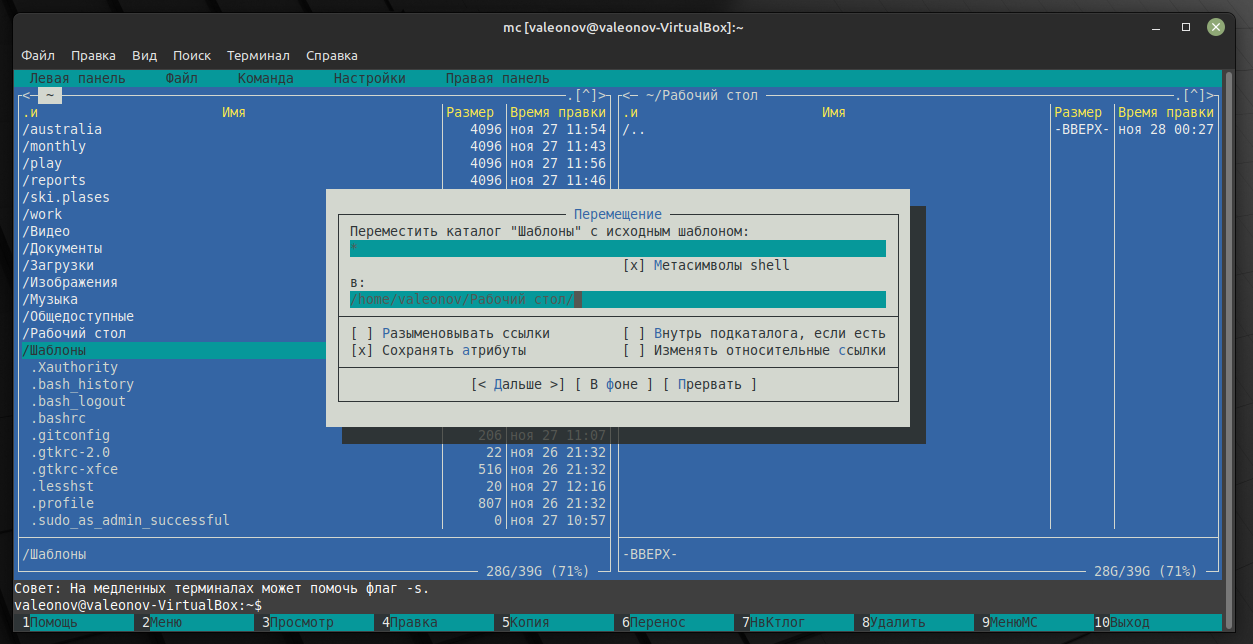 mc [valeonov@valeonov-VirtualBox]:~
Файл Правка Вид Поиск Терминал Справка
Левая панель Файл Команда Настройки Правая панель
<— ~ .[^]> <— ~/Рабочий стол .[^]>
.и Имя Размер Время правки .и Имя Размер Время правки
/australia 4096 ноя 27 11:54 /.. -ВВЕРХ- ноя 28 00:27
/monthly 4096 ноя 27 11:43
/play 4096 ноя 27 11:56
/reports 4096 ноя 27 11:46
/ski.plases
/work
/Видео
/Документы
/Загрузки
/Изображения
/Музыка
/Общедоступные
/Рабочий стол
/Шаблоны
.Xauthority
.bash_history
.bash_logout
.bashrc
.gitconfig 206 ноя 27 11:07
.gtkrc-2.0 22 ноя 26 21:32
.gtkrc-xfce 516 ноя 26 21:32
.lesshst 20 ноя 27 12:16
.profile 807 ноя 26 21:32
.sudo_as_admin_successful 0 ноя 27 10:57
/Шаблоны -ВВЕРХ-
28G/39G (71%) 28G/39G (71%)
Перемещение
Переместить каталог "Шаблоны" с исходным шаблоном:
*
[x] Метасимволы shell
в:
/home/valeonov/Рабочий стол/
[ ] Разыменовывать ссылки [ ] Внутрь подкаталога, если есть
[x] Сохранять атрибуты [ ] Изменять относительные ссылки
[< Дальше >] [ В фоне ] [ Прервать ]
Совет: На медленных терминалах может помочь флаг -s.
valeonov@valeonov-VirtualBox:~$
1Помощь 2Меню 3Просмотр 4Правка 5Копия 6Перенос 7НвКтлог 8Удалить 9МенюMC 10Выход